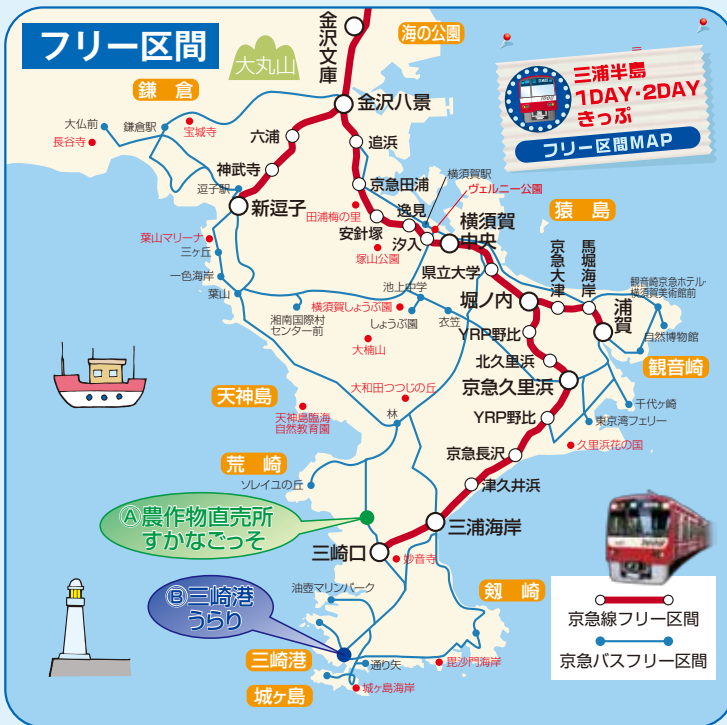 フリー区間
大丸山
金沢文庫
海の公園
三浦半島
1DAY・2DAY
きっぷ
フリー区間MAP
鎌倉
金沢八景
大仏前
鎌倉駅
宝城寺
長谷寺
六浦
追浜
神武寺
逗子駅
京急田浦
横須賀駅
ヴェルニー公園
新逗子
田浦梅の里
逸見
横須賀
中央
猿島
安針塚
汐入
葉山マリーナ
三ヶ丘
塚山公園
県立大学
京急大津
馬堀海岸
一色海岸
葉山
池上中学
観音崎京急ホテル・
横須賀美術館前
堀ノ内
浦賀
湘南国際村
センター前
横須賀しょうぶ園
しょうぶ園
衣笠
YRP野比
自然博物館
大楠山
北久里浜
観音崎
京急久里浜
天神島
大和田つつじの丘
千代ヶ崎
天神島臨海
自然教育園
林
YRP野比
東京湾フェリー
久里浜花の国
荒崎
京急長沢
ソレイユの丘
津久井浜
Ⓐ農作物直売所
すかなごっそ
三浦海岸
三崎口
妙音寺
油壺マリンパーク
剱崎
Ⓑ三崎港
うらり
京急線フリー区間
京急バスフリー区間
三崎港
通り矢
毘沙門海岸
城ヶ島
城ヶ島海岸